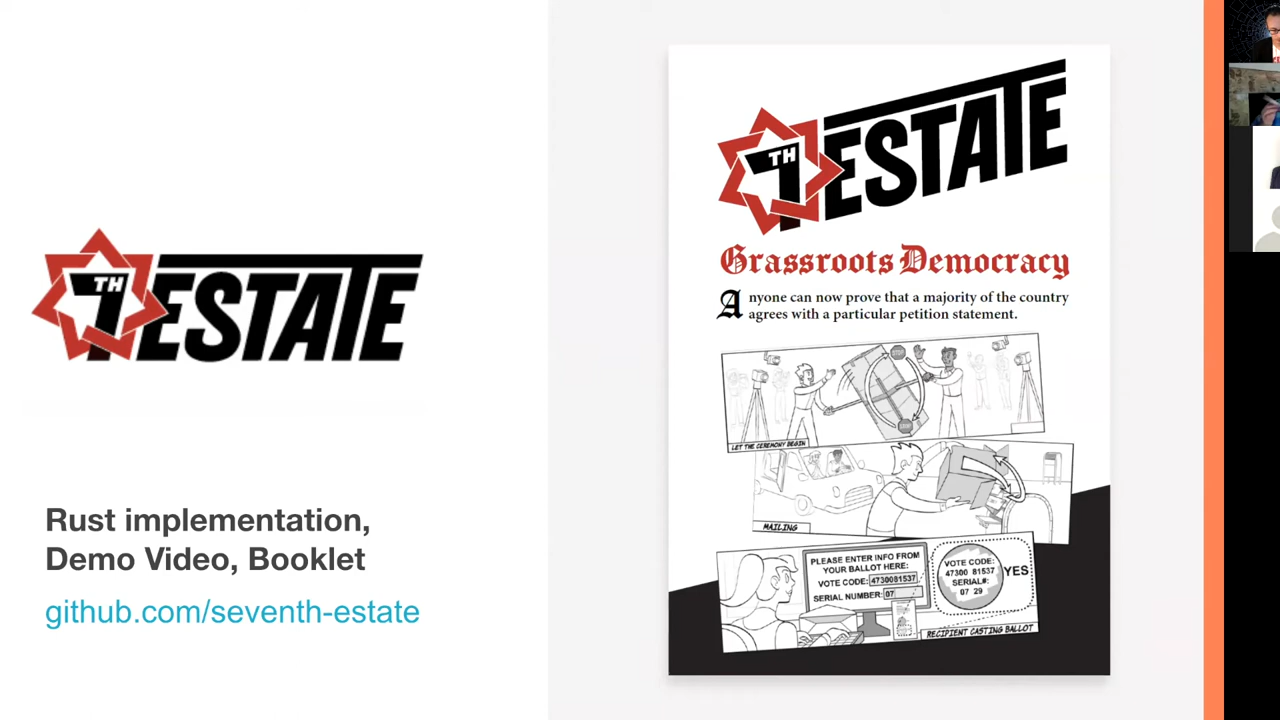 7TH ESTATE
Rust implementation,
Demo Video, Booklet
github.com/seventh-estate
7TH ESTATE
Grassroots Democracy
Anyone can now prove that a majority of the country
agrees with a particular petition statement.
LET THE CEREMONY BEGIN
MAILING
PLEASE ENTER INFO FROM
YOUR BALLOT HERE:
VOTE CODE: 4730081537
SERIAL NUMBER: 07
VOTE CODE:
47300 81537
SERIAL#:
07 29
YES
RECIPIENT CASTING BALLOT